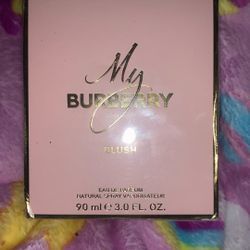 My
BURBERRY
BLUSH
EAU DE PARFUM
NATURAL SPRAY VAPORISATEUR
90 ml ℮ 3.0 FL. OZ.